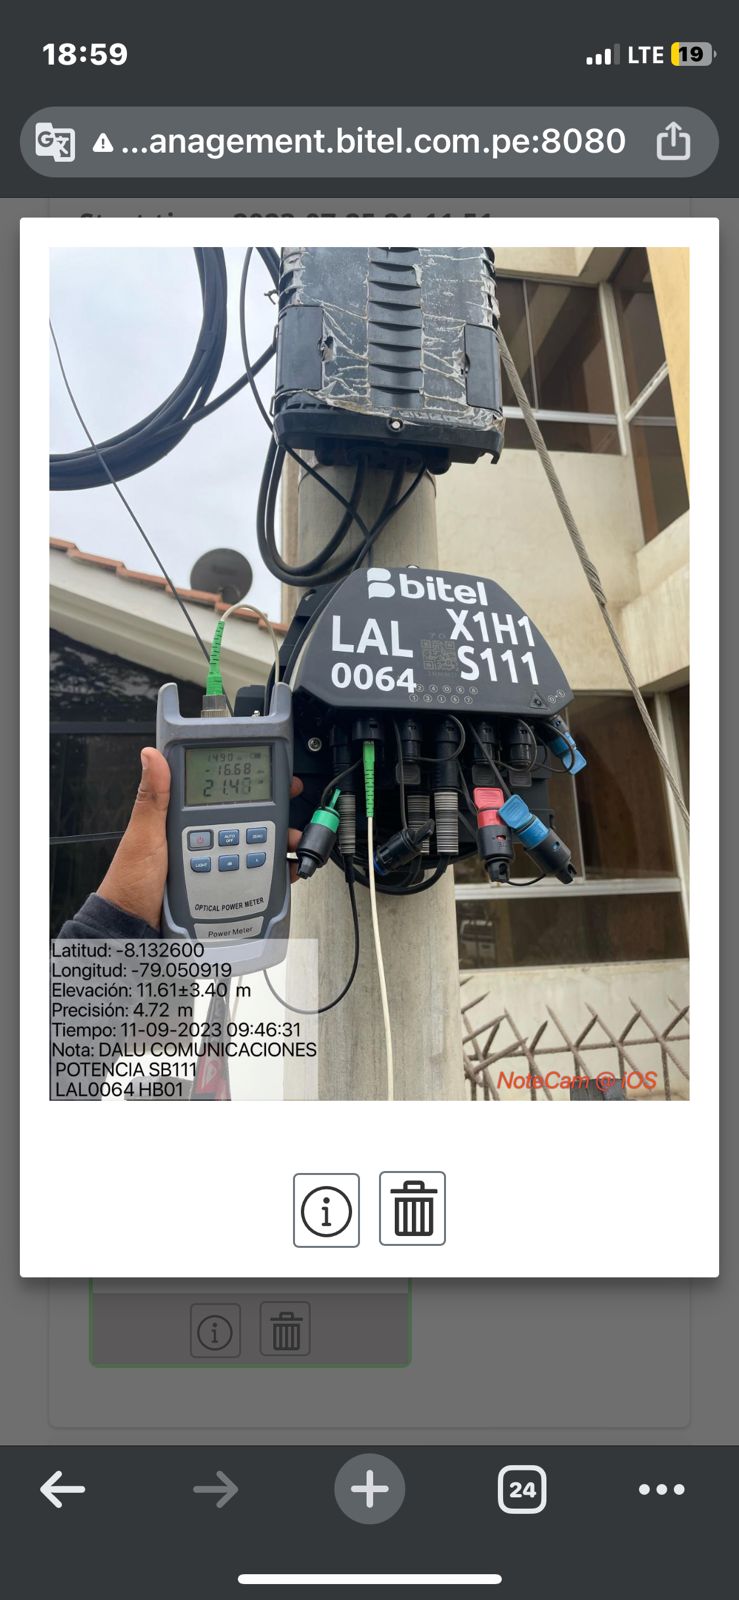 18:59
LTE 19
...anagement.bitel.com.pe:8080
bitel
LAL X1H1
0064 S111
1490
-16.68
21.48
AUTO OFF
ZERO
LIGHT
dB
OPTICAL POWER METER
Power Meter
Latitud: -8.132600
Longitud: -79.050919
Elevación: 11.61±3.40 m
Precisión: 4.72 m
Tiempo: 11-09-2023 09:46:31
Nota: DALU COMUNICACIONES
POTENCIA SB111
LAL0064 HB01
NoteCam @ iOS
24